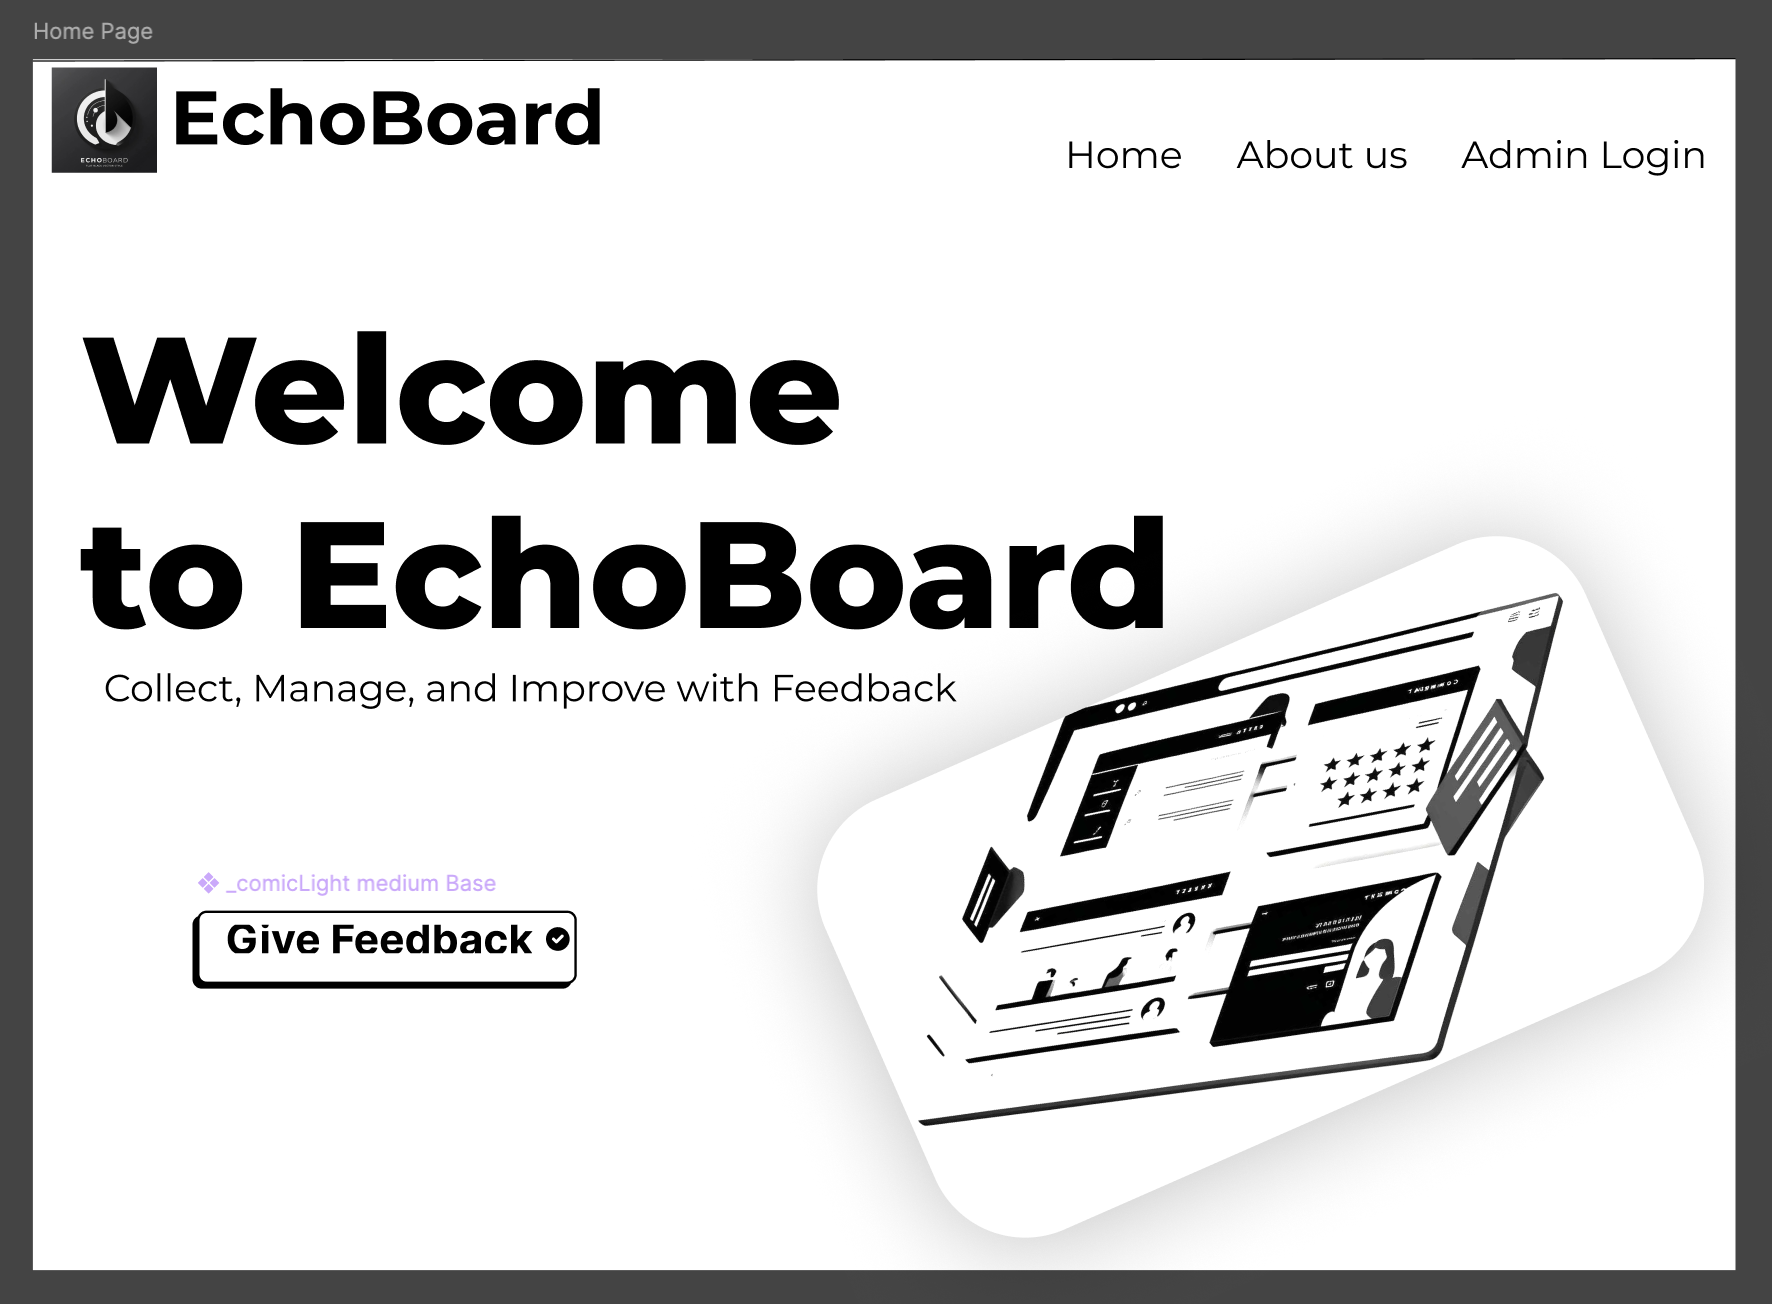 Home Page
EchoBoard
ECHOBOARD
Home About us Admin Login
Welcome
to EchoBoard
Collect, Manage, and Improve with Feedback
_comicLight medium Base
Give Feedback